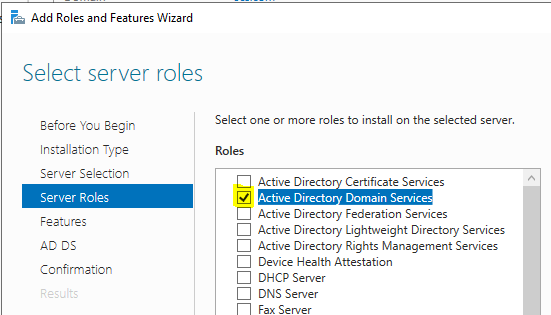 Add Roles and Features Wizard
Select server roles
Before You Begin
Installation Type
Server Selection
Server Roles
Features
AD DS
Confirmation
Results
Select one or more roles to install on the selected server.
Roles
Active Directory Certificate Services
Active Directory Domain Services
Active Directory Federation Services
Active Directory Lightweight Directory Services
Active Directory Rights Management Services
Device Health Attestation
DHCP Server
DNS Server
Fax Server